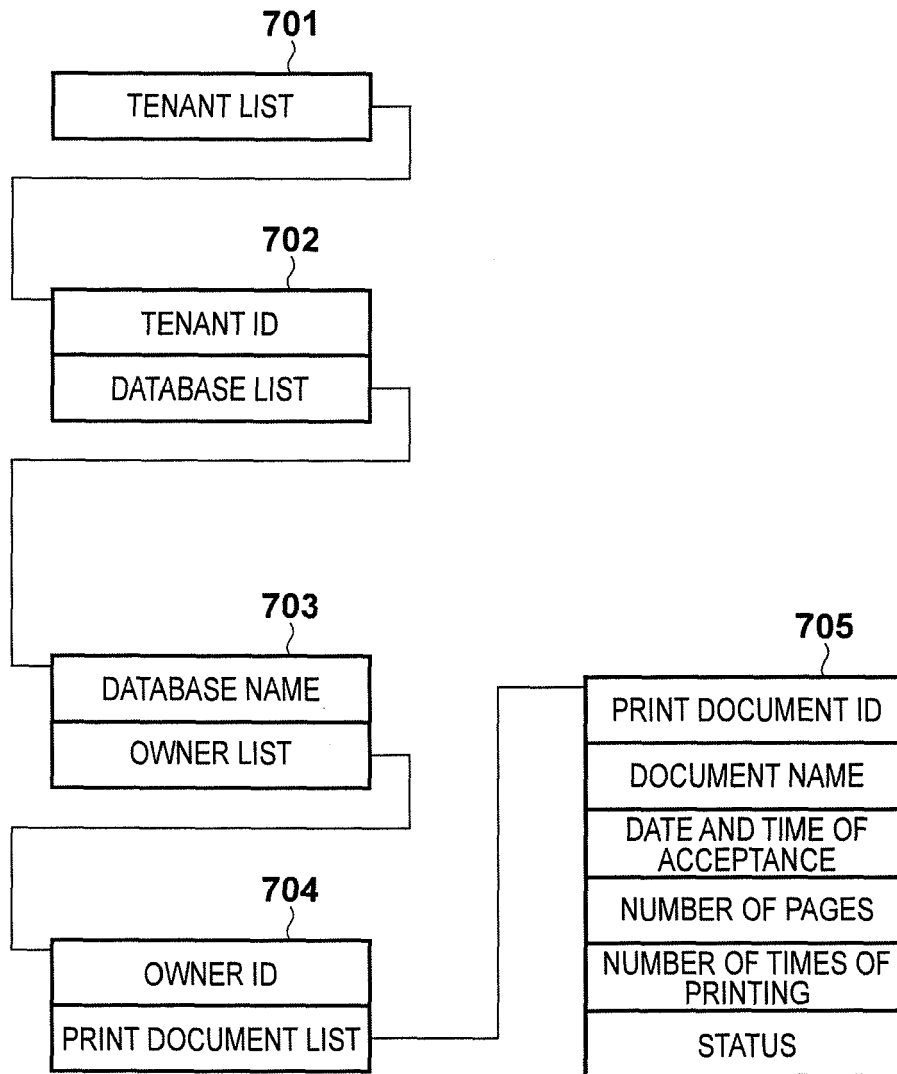 701
TENANT LIST
702
TENANT ID
DATABASE LIST
703
DATABASE NAME
OWNER LIST
704
OWNER ID
PRINT DOCUMENT LIST
705
PRINT DOCUMENT ID
DOCUMENT NAME
DATE AND TIME OF
ACCEPTANCE
NUMBER OF PAGES
NUMBER OF TIMES OF
PRINTING
STATUS